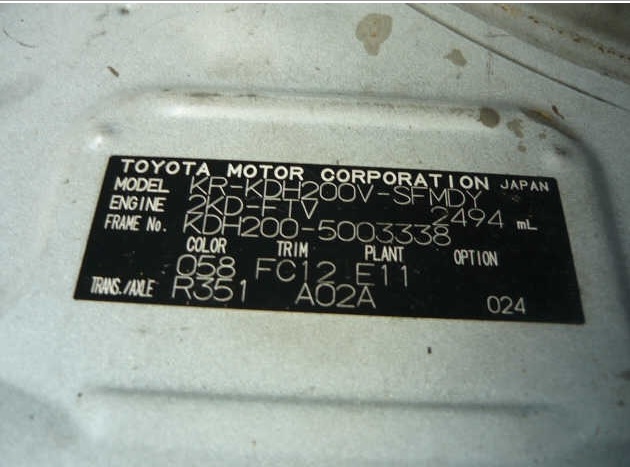 TOYOTA MOTOR CORPORATION JAPAN
MODEL KR-KDH200V-SFMDY
ENGINE 2KD-FTV 2494 mL
FRAME No. KDH200-5003338
COLOR TRIM PLANT OPTION
058 FC12 E11
TRANS./AXLE R351 A02A 024